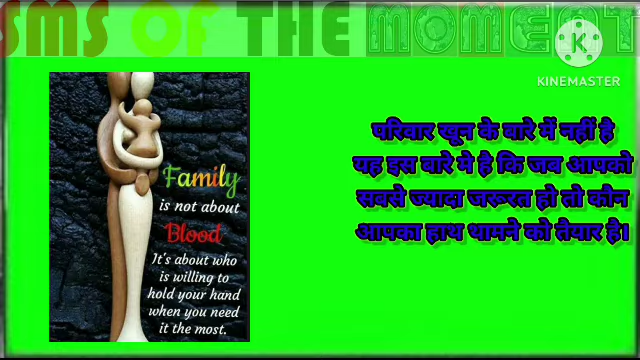 SMS OF THE MOMENT
K
KINEMASTER
Family
is not about
Blood
It's about who
is willing to
hold your hand
when you need
it the most.
परिवार खून के बारे में नहीं है
यह इस बारे मे है कि जब आपको
सबसे ज्यादा जरूरत हो तो कौन
आपका हाथ थामने को तैयार है।